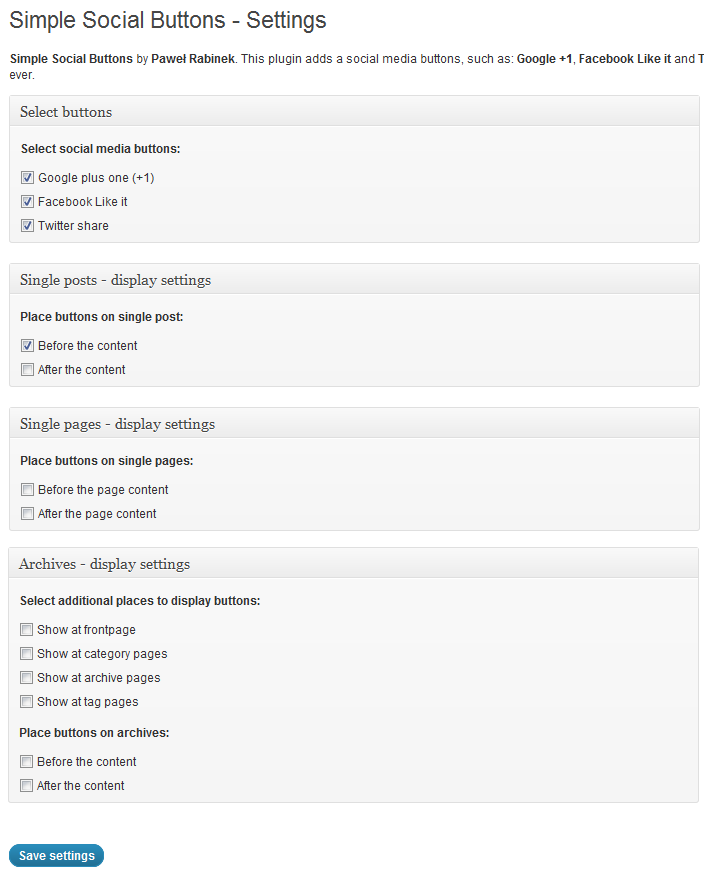 Simple Social Buttons - Settings
Simple Social Buttons by Paweł Rabinek. This plugin adds a social media buttons, such as: Google +1, Facebook Like it and T
ever.
Select buttons
Select social media buttons:
Google plus one (+1)
Facebook Like it
Twitter share
Single posts - display settings
Place buttons on single post:
Before the content
After the content
Single pages - display settings
Place buttons on single pages:
Before the page content
After the page content
Archives - display settings
Select additional places to display buttons:
Show at frontpage
Show at category pages
Show at archive pages
Show at tag pages
Place buttons on archives:
Before the content
After the content
Save settings